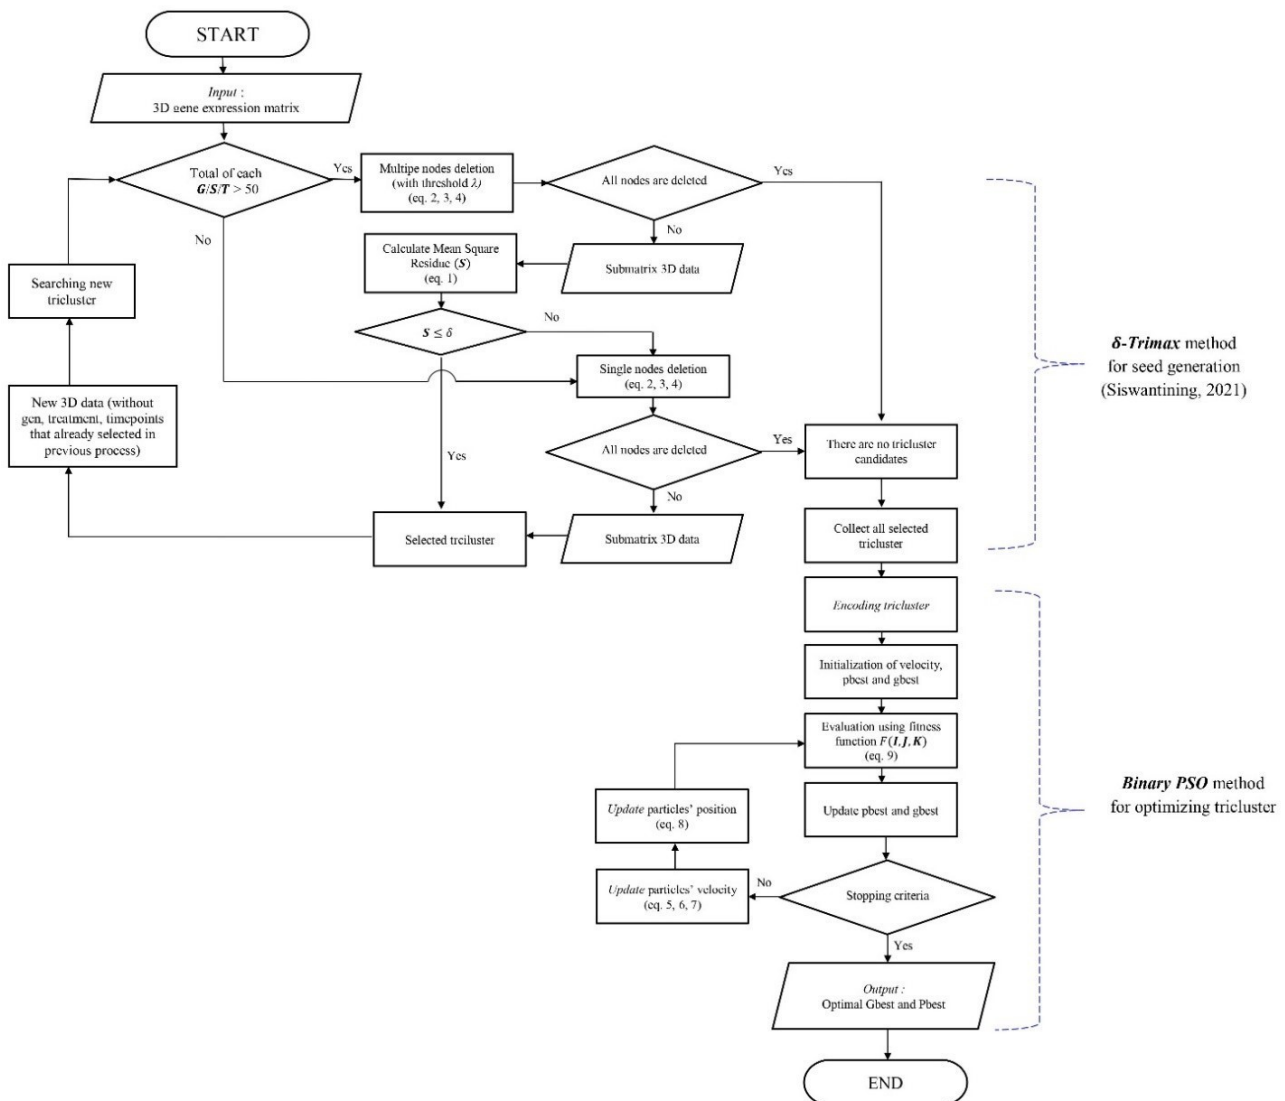 START
Input :
3D gene expression matrix
Total of each
G/S/T > 50
Yes
Multipe nodes deletion
(with threshold λ)
(eq. 2, 3, 4)
All nodes are deleted
Yes
No
No
Calculate Mean Square
Residue (S)
(eq. 1)
Submatrix 3D data
Searching new
tricluster
S ≤ δ
No
Single nodes deletion
(eq. 2, 3, 4)
δ-Trimax method
for seed generation
(Siswantining, 2021)
New 3D data (without
gen, treatment, timepoints
that already selected in
previous process)
Yes
All nodes are deleted
Yes
There are no tricluster
candidates
No
Selected trciluster
Submatrix 3D data
Collect all selected
tricluster
Encoding tricluster
Initialization of velocity,
pbest and gbest
Evaluation using fitness
function F(I, J, K)
(eq. 9)
Update particles' position
(eq. 8)
Update pbest and gbest
Binary PSO method
for optimizing tricluster
Update particles' velocity
(eq. 5, 6, 7)
No
Stopping criteria
Yes
Output :
Optimal Gbest and Pbest
END